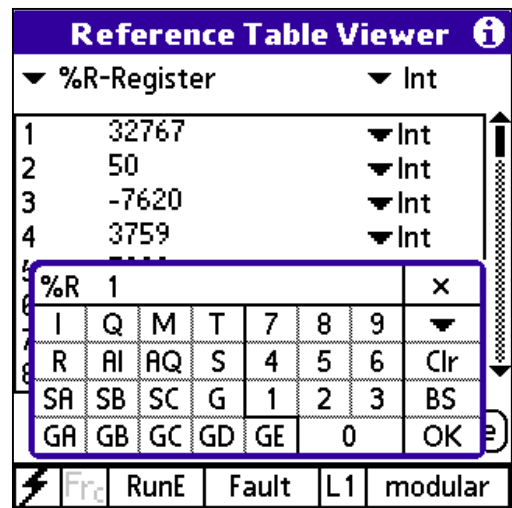 Reference Table Viewer i
%R-Register Int
1 32767 Int
2 50 Int
3 -7620 Int
4 3759 Int
%R 1 ×
I Q M T 7 8 9
R AI AQ S 4 5 6 Clr
SA SB SC G 1 2 3 BS
GA GB GC GD GE 0 OK
Frc RunE Fault L1 modular